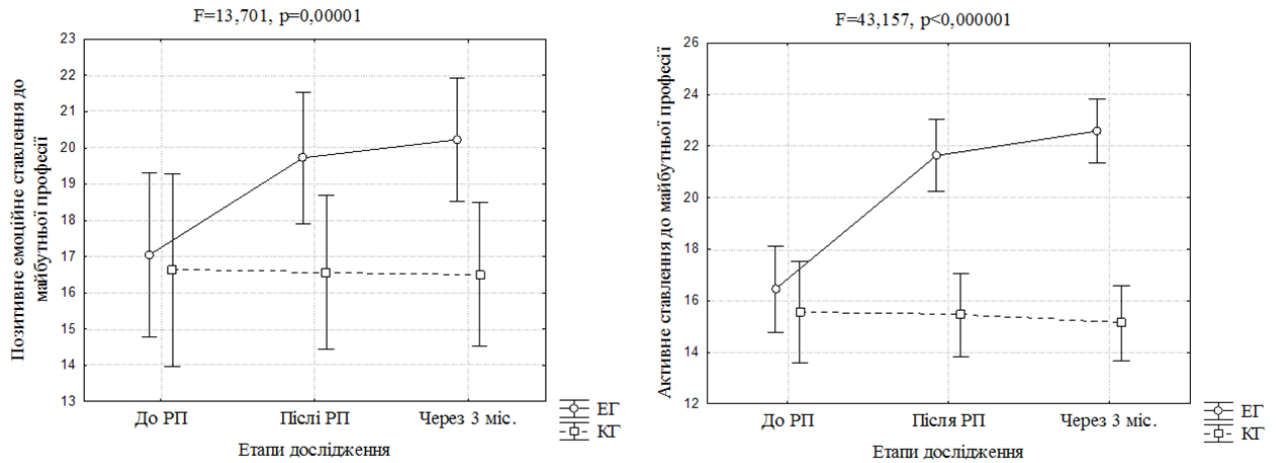 F=13,701, p=0,00001
Позитивне емоційне ставлення до
майбутньої професії
23
22
21
20
19
18
17
16
15
14
13
До РП Післі РП Через 3 міс.
Етапи дослідження
ЕГ
КГ
F=43,157, p<0,000001
Активне ставлення до майбутньої професії
26
24
22
20
18
16
14
12
До РП Після РП Через 3 міс.
Етапи дослідження
ЕГ
КГ